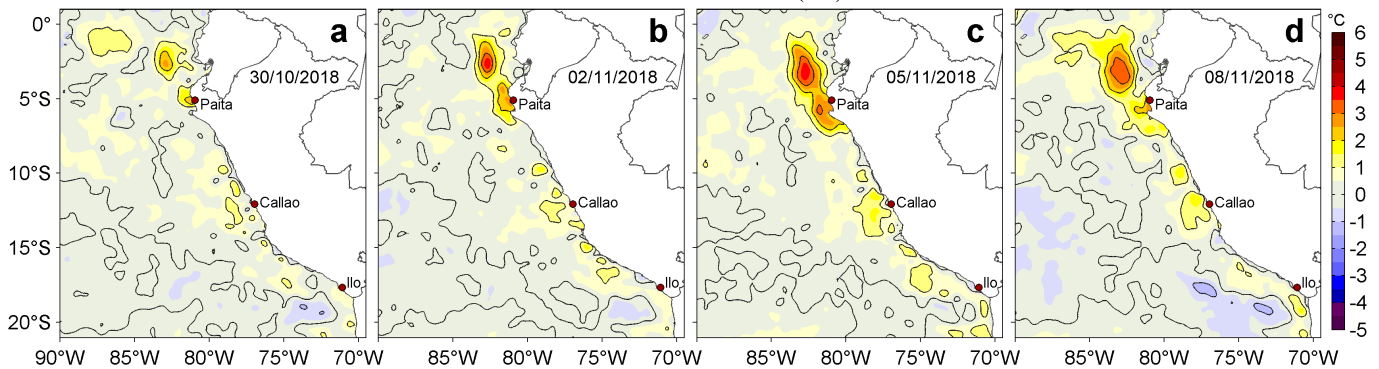 a b c d
°C
30/10/2018 02/11/2018 05/11/2018 08/11/2018
Paita Paita Paita Paita
Callao Callao Callao Callao
Ilo Ilo Ilo Ilo
0°
5°S
10°S
15°S
20°S
90°W 85°W 80°W 75°W 70°W 85°W 80°W 75°W 70°W 85°W 80°W 75°W 70°W 85°W 80°W 75°W 70°W
6
5
4
3
2
1
0
-1
-2
-3
-4
-5